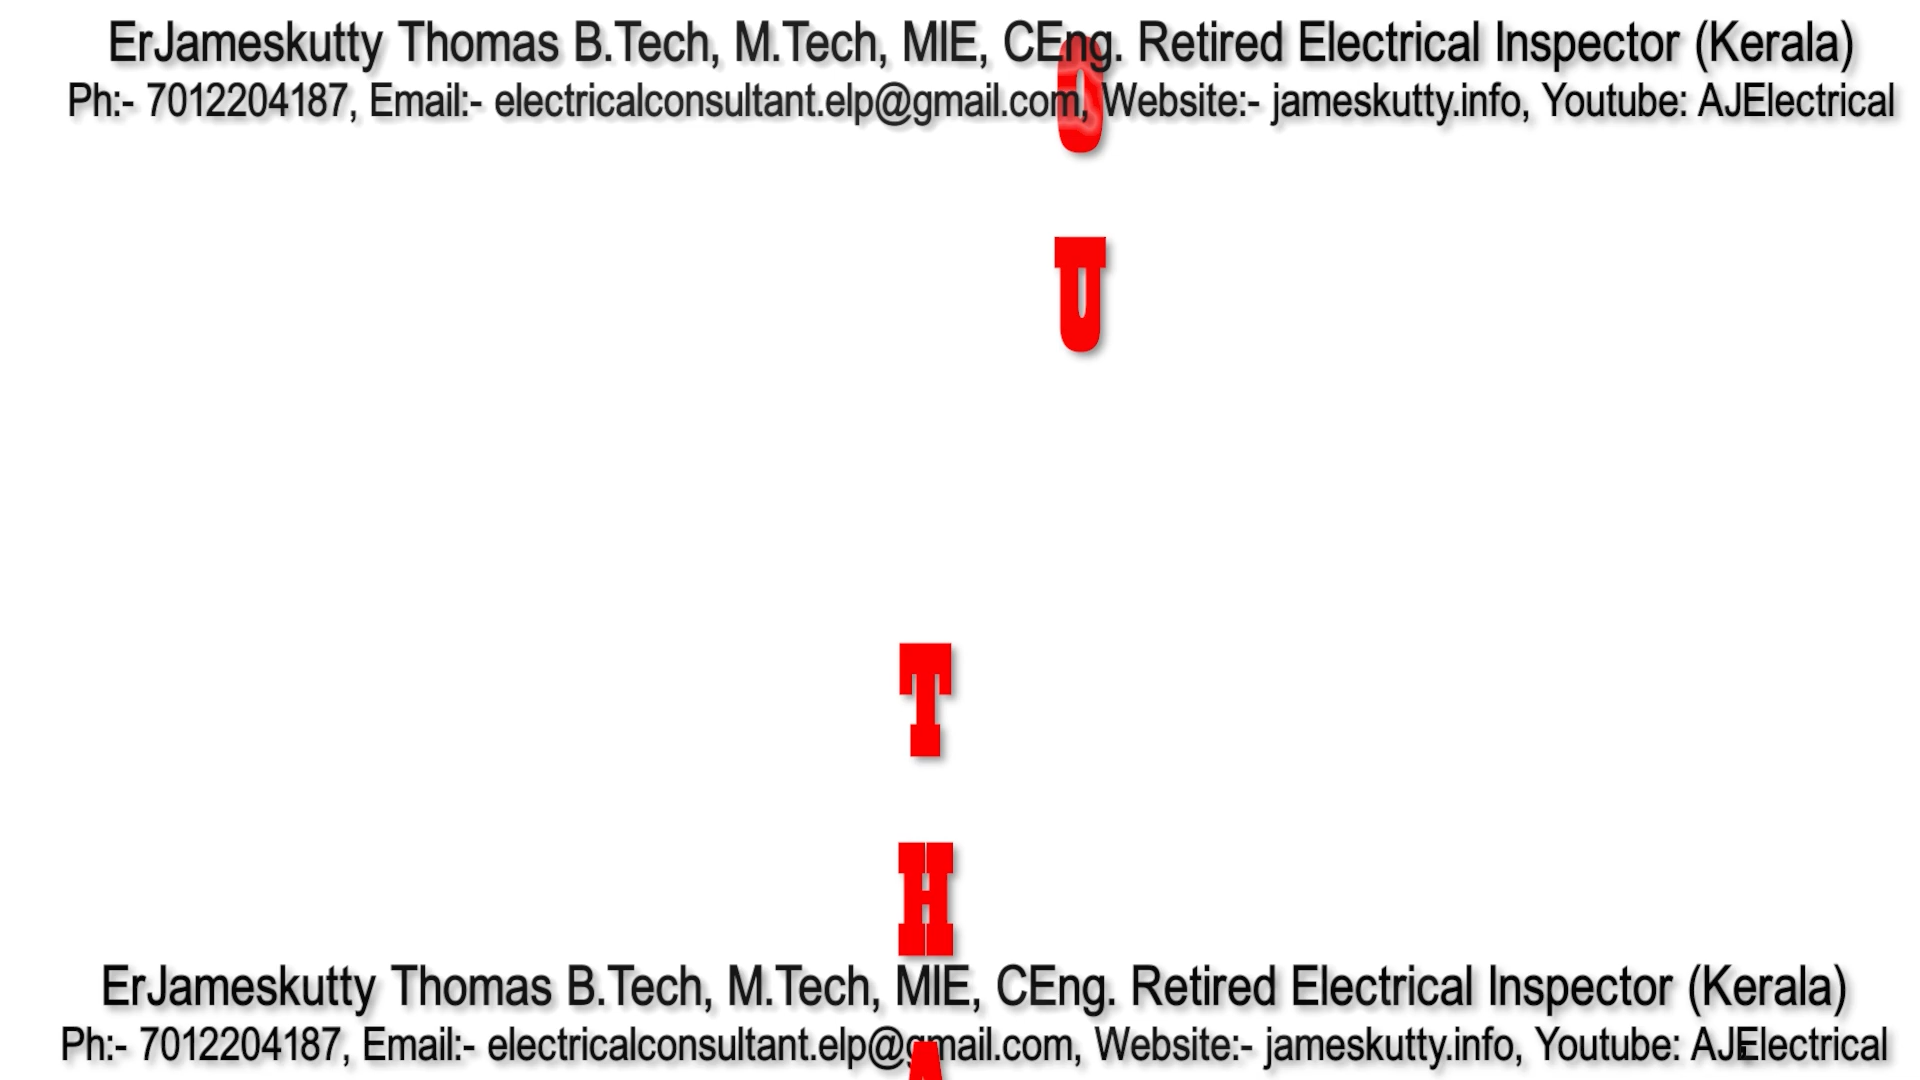 ErJameskutty Thomas B.Tech, M.Tech, MIE, CEng. Retired Electrical Inspector (Kerala)
Ph:- 7012204187, Email:- electricalconsultant.elp@gmail.com, Website:- jameskutty.info, Youtube: AJElectrical
O
U
T
H
A
ErJameskutty Thomas B.Tech, M.Tech, MIE, CEng. Retired Electrical Inspector (Kerala)
Ph:- 7012204187, Email:- electricalconsultant.elp@gmail.com, Website:- jameskutty.info, Youtube: AJElectrical